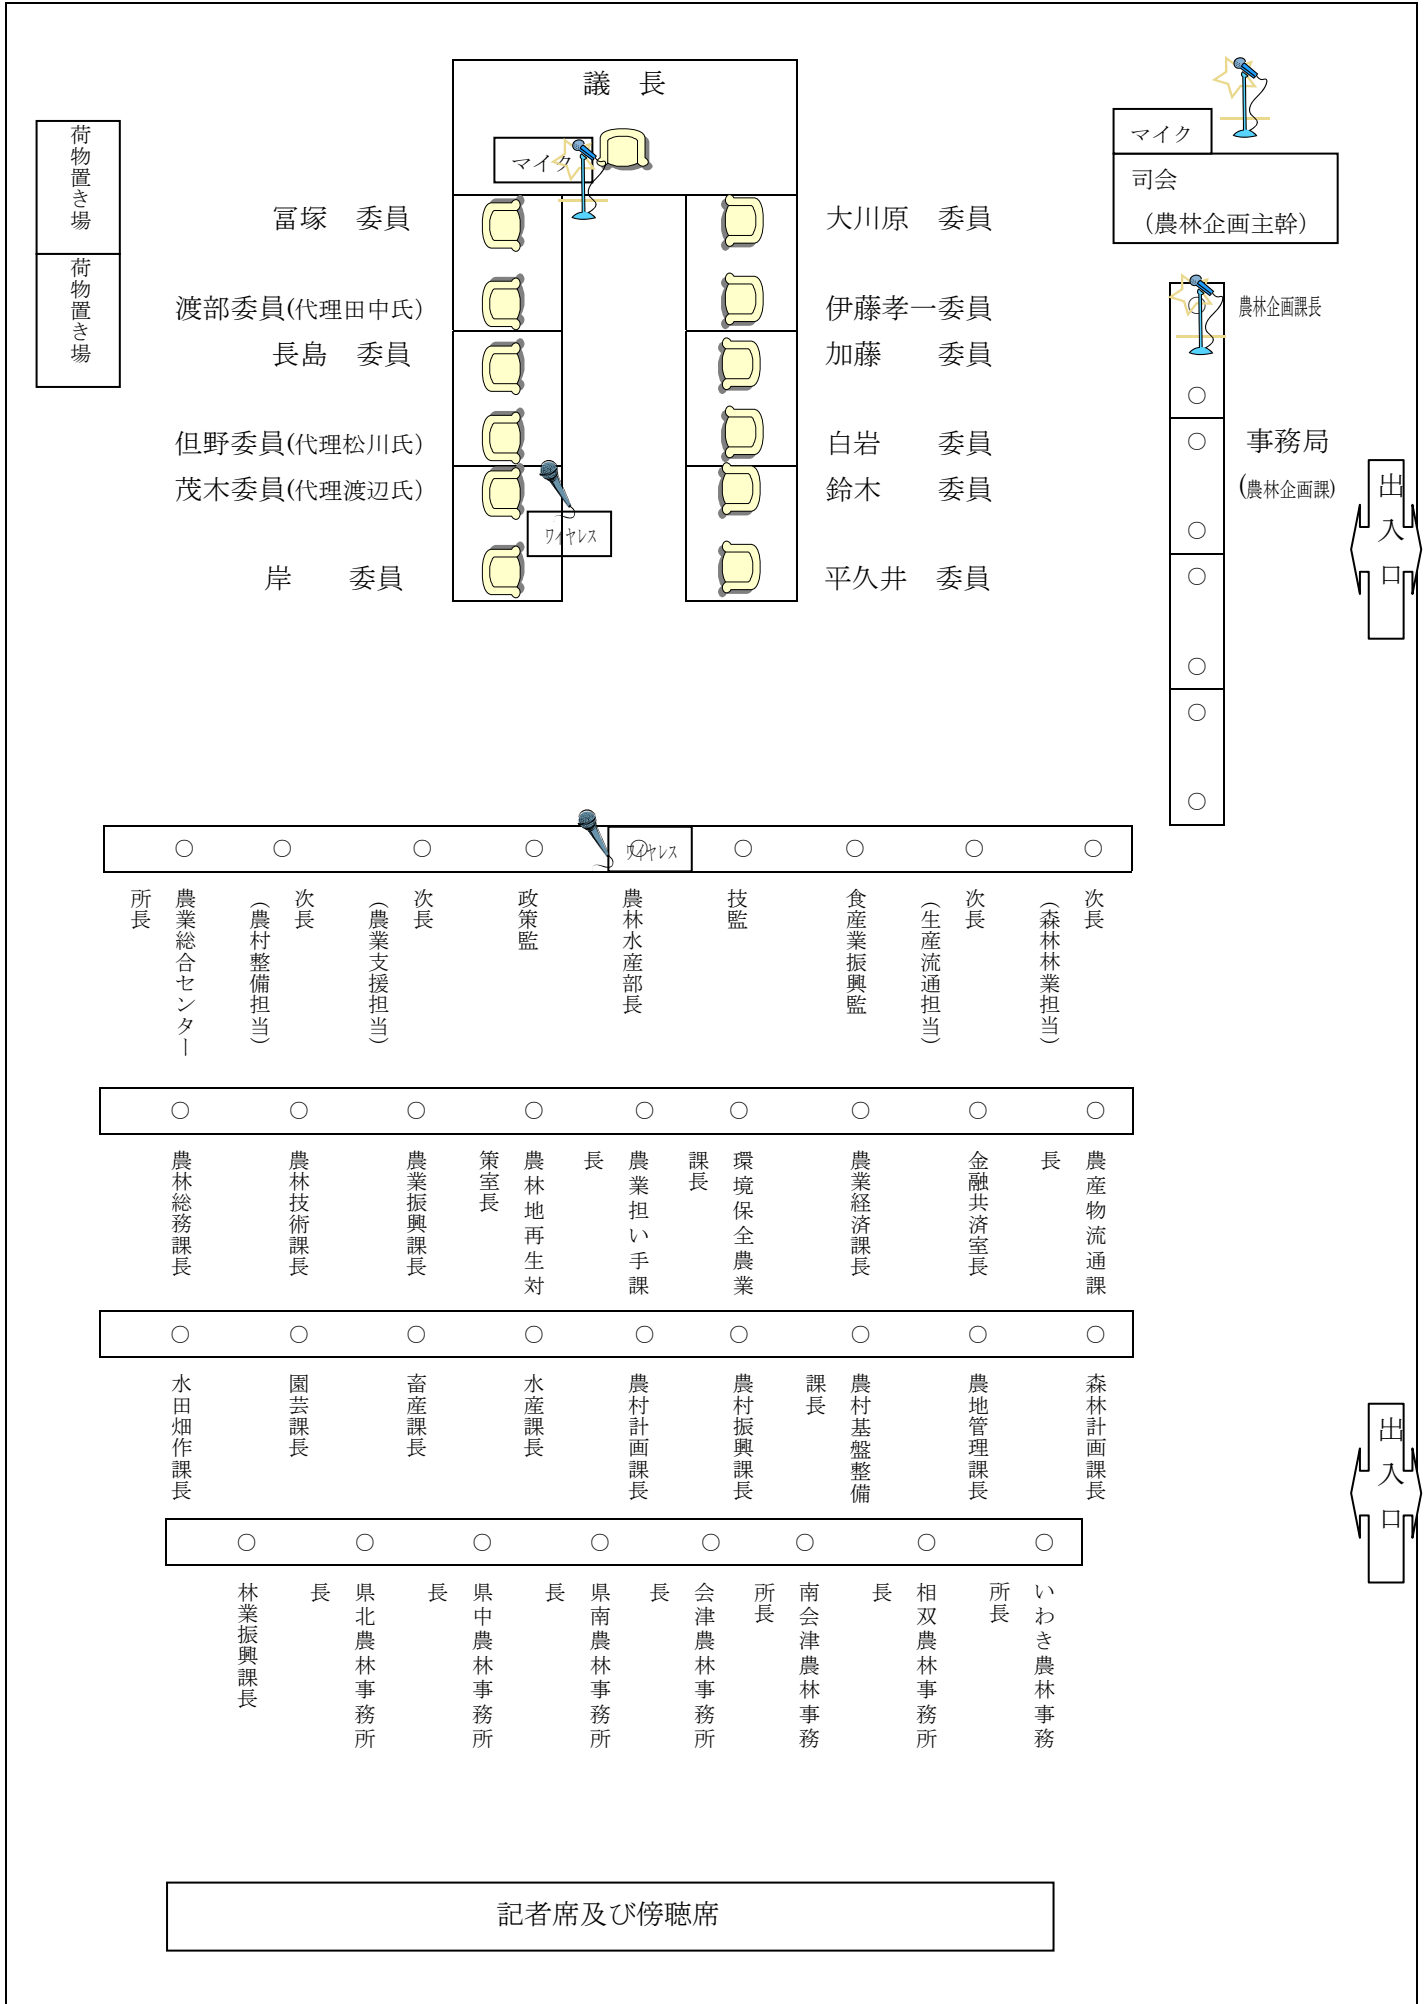 議　長
マイク
マイク
司会
（農林企画主幹）
荷物置き場
荷物置き場
冨塚　委員
大川原　委員
渡部委員(代理田中氏）
伊藤孝一委員
農林企画課長
長島　委員
加藤　　委員
但野委員(代理松川氏）
白岩　　委員
事務局
(農林企画課)
茂木委員(代理渡辺氏）
鈴木　　委員
ワイヤレス
岸　　委員
平久井　委員
出入口
○
○
○
○
○
○
○
○
○ ○ ○ ○ ○ ○ ○ ○ ○
ワイヤレス
農業総合センター
所長
次長
（農村整備担当）
次長
（農業支援担当）
政策監
農林水産部長
技監
食産業振興監
次長
（生産流通担当）
次長
（森林林業担当）
○ ○ ○ ○ ○ ○ ○ ○ ○
農林総務課長
農林技術課長
農業振興課長
農林地再生対
策室長
農業担い手課
長
環境保全農業
課長
農業経済課長
金融共済室長
農産物流通課
長
○ ○ ○ ○ ○ ○ ○ ○ ○
水田畑作課長
園芸課長
畜産課長
水産課長
農村計画課長
農村振興課長
農村基盤整備
課長
農地管理課長
森林計画課長
出入口
○ ○ ○ ○ ○ ○ ○ ○
林業振興課長
県北農林事務所
長
県中農林事務所
長
県南農林事務所
長
会津農林事務所
長
南会津農林事務
所長
相双農林事務所
長
いわき農林事務
所長
記者席及び傍聴席